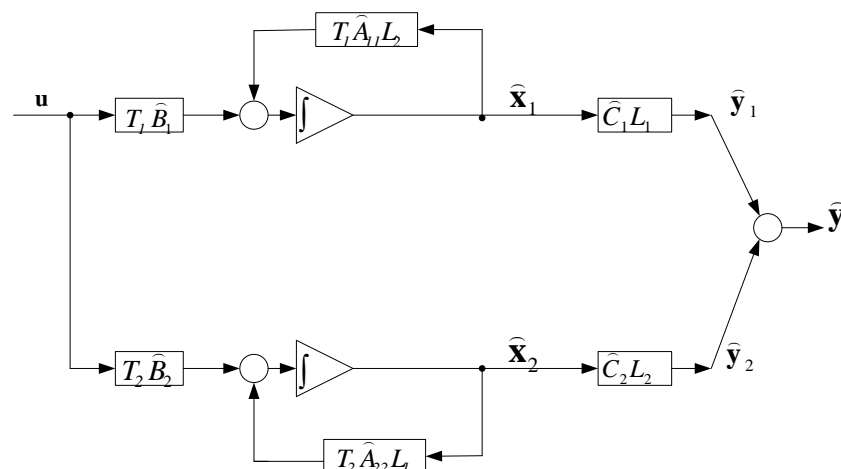 T₁Â₁₁L₂
u
T₁B̂₁
∫
x̂₁
Ĉ₁L₁
ŷ₁
ŷ
T₂B̂₂
∫
x̂₂
Ĉ₂L₂
ŷ₂
T₂Â₂₂L₁